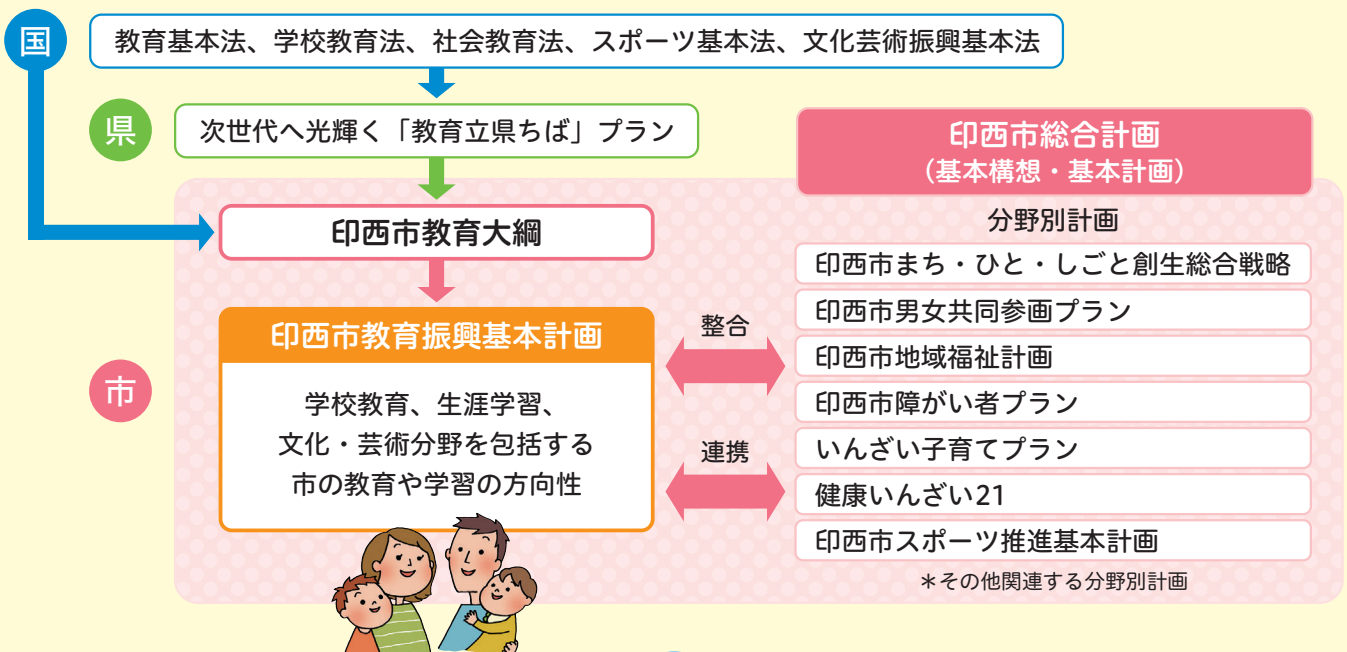 国
教育基本法、学校教育法、社会教育法、スポーツ基本法、文化芸術振興基本法
県
次世代へ光輝く「教育立県ちば」プラン
印西市教育大綱
市
印西市教育振興基本計画
学校教育、生涯学習、
文化・芸術分野を包括する
市の教育や学習の方向性
整合
連携
印西市総合計画
（基本構想・基本計画）
分野別計画
印西市まち・ひと・しごと創生総合戦略
印西市男女共同参画プラン
印西市地域福祉計画
印西市障がい者プラン
いんざい子育てプラン
健康いんざい21
印西市スポーツ推進基本計画
＊その他関連する分野別計画